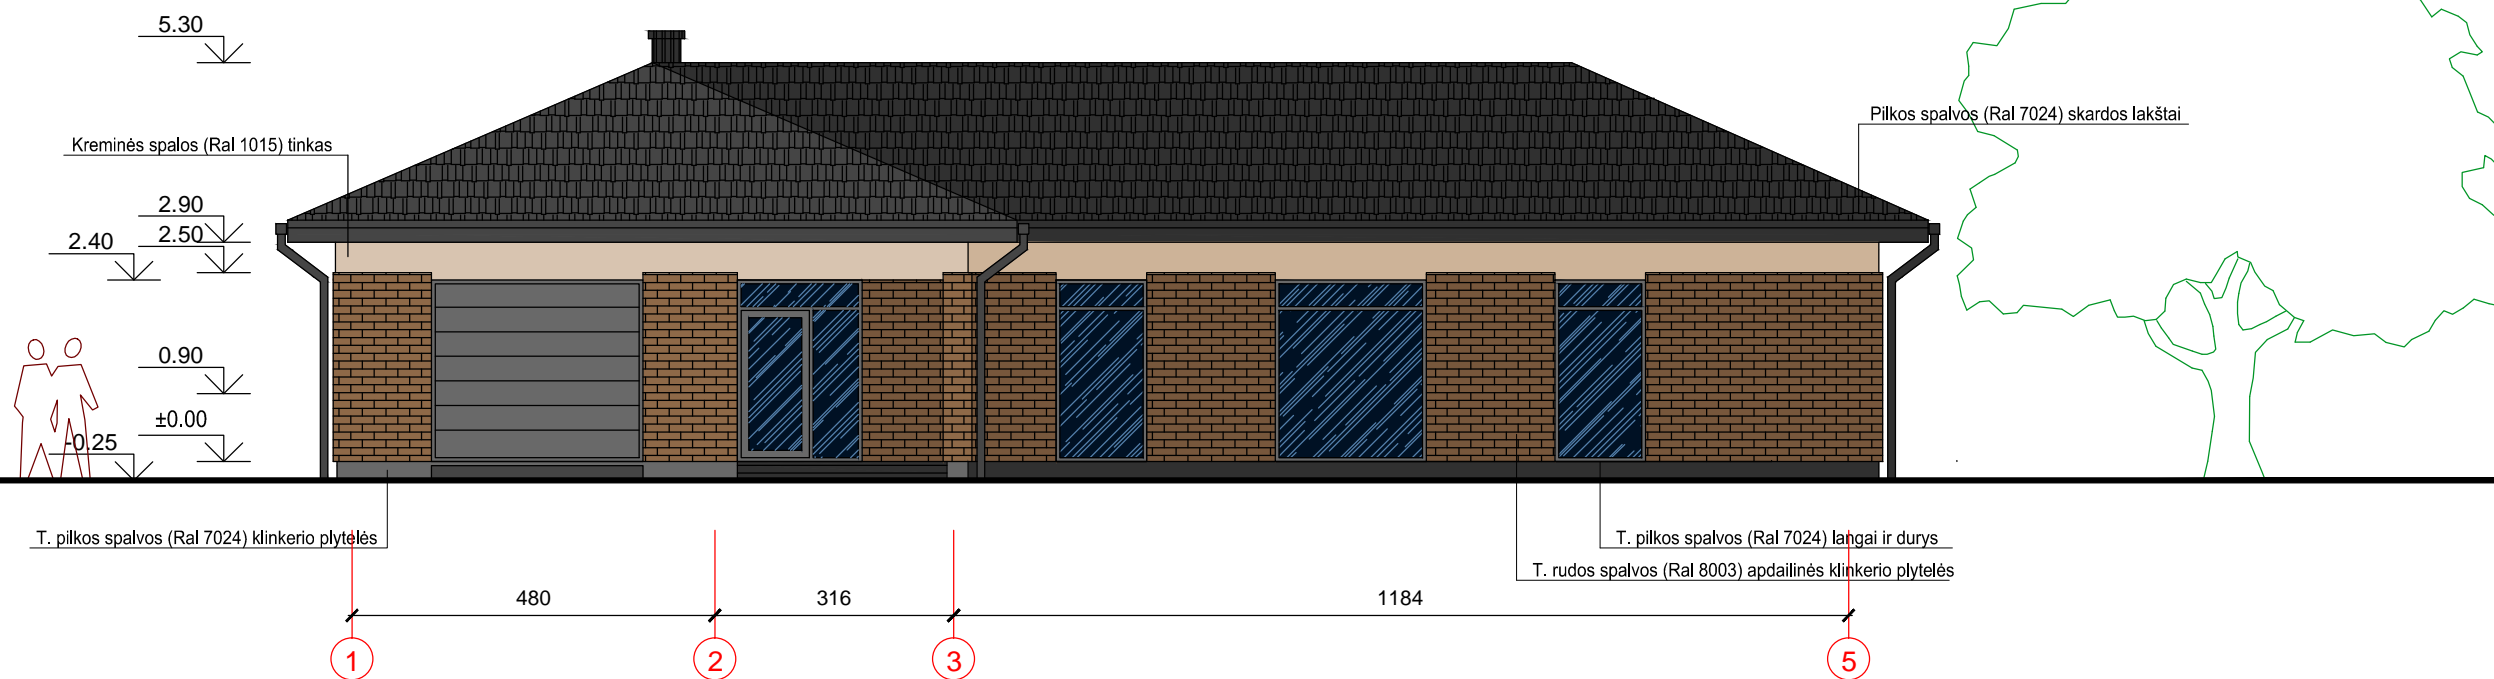 5.30
Pilkos spalvos (Ral 7024) skardos lakštai
Kreminės spalos (Ral 1015) tinkas
2.90
2.50
2.40
0.90
±0.00
-0.25
T. pilkos spalvos (Ral 7024) klinkerio plytelės
T. pilkos spalvos (Ral 7024) langai ir durys
T. rudos spalvos (Ral 8003) apdailinės klinkerio plytelės
480 316 1184
1 2 3 5